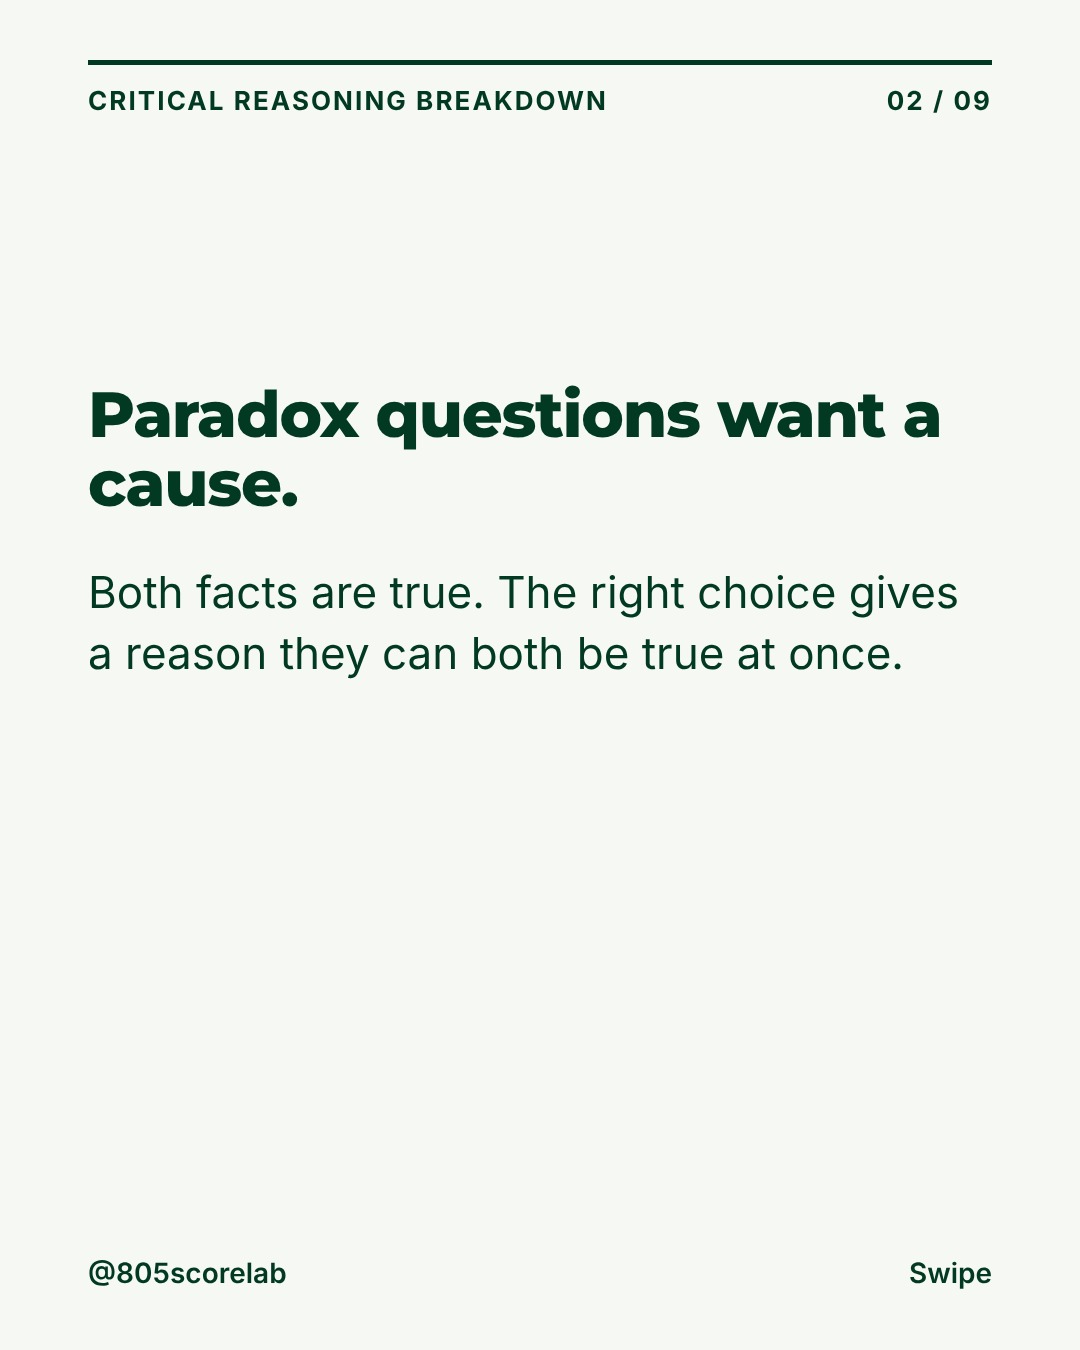 CRITICAL REASONING BREAKDOWN
02 / 09
Paradox questions want a
cause.
Both facts are true. The right choice gives
a reason they can both be true at once.
@805scorelab
Swipe